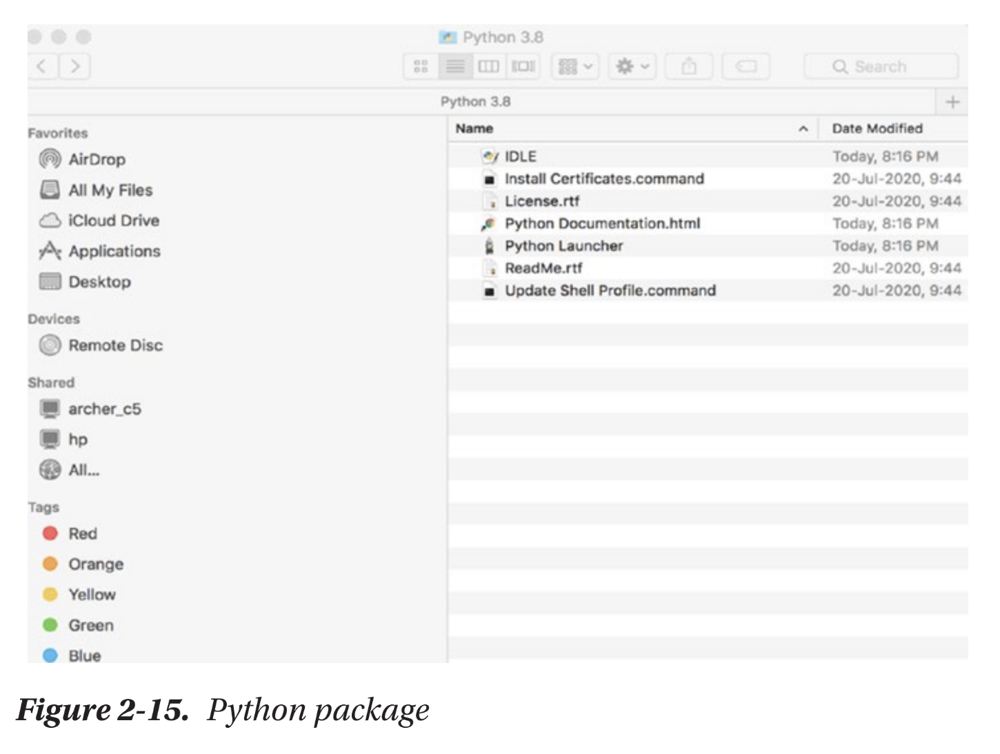 Python 3.8
Search
Python 3.8
Favorites
AirDrop
All My Files
iCloud Drive
Applications
Desktop
Devices
Remote Disc
Shared
archer_c5
hp
All...
Tags
Red
Orange
Yellow
Green
Blue
Name Date Modified
IDLE Today, 8:16 PM
Install Certificates.command 20-Jul-2020, 9:44
License.rtf 20-Jul-2020, 9:44
Python Documentation.html Today, 8:16 PM
Python Launcher Today, 8:16 PM
ReadMe.rtf 20-Jul-2020, 9:44
Update Shell Profile.command 20-Jul-2020, 9:44
Figure 2-15. Python package